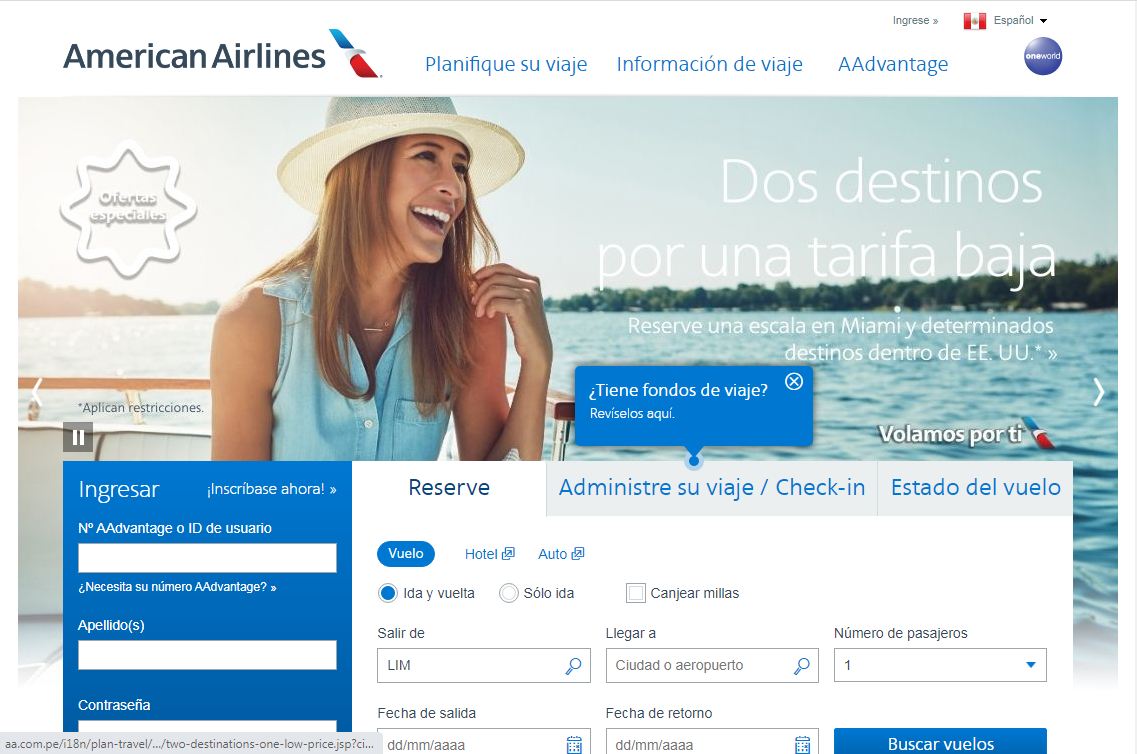 Ingrese »
Español
American Airlines
Planifique su viaje
Información de viaje
AAdvantage
oneworld
Ofertas
especiales
Dos destinos
por una tarifa baja
Reserve una escala en Miami y determinados
destinos dentro de EE. UU.* »
¿Tiene fondos de viaje?
Revíselos aquí.
*Aplican restricciones.
Volamos por ti
Ingresar
¡Inscríbase ahora! »
Nº AAdvantage o ID de usuario
¿Necesita su número AAdvantage? »
Apellido(s)
Contraseña
Reserve
Administre su viaje / Check-in
Estado del vuelo
Vuelo
Hotel
Auto
Ida y vuelta
Sólo ida
Canjear millas
Salir de
Llegar a
Número de pasajeros
LIM
Ciudad o aeropuerto
1
Fecha de salida
Fecha de retorno
dd/mm/aaaa
dd/mm/aaaa
Buscar vuelos
aa.com.pe/i18n/plan-travel/.../two-destinations-one-low-price.jsp?ci...